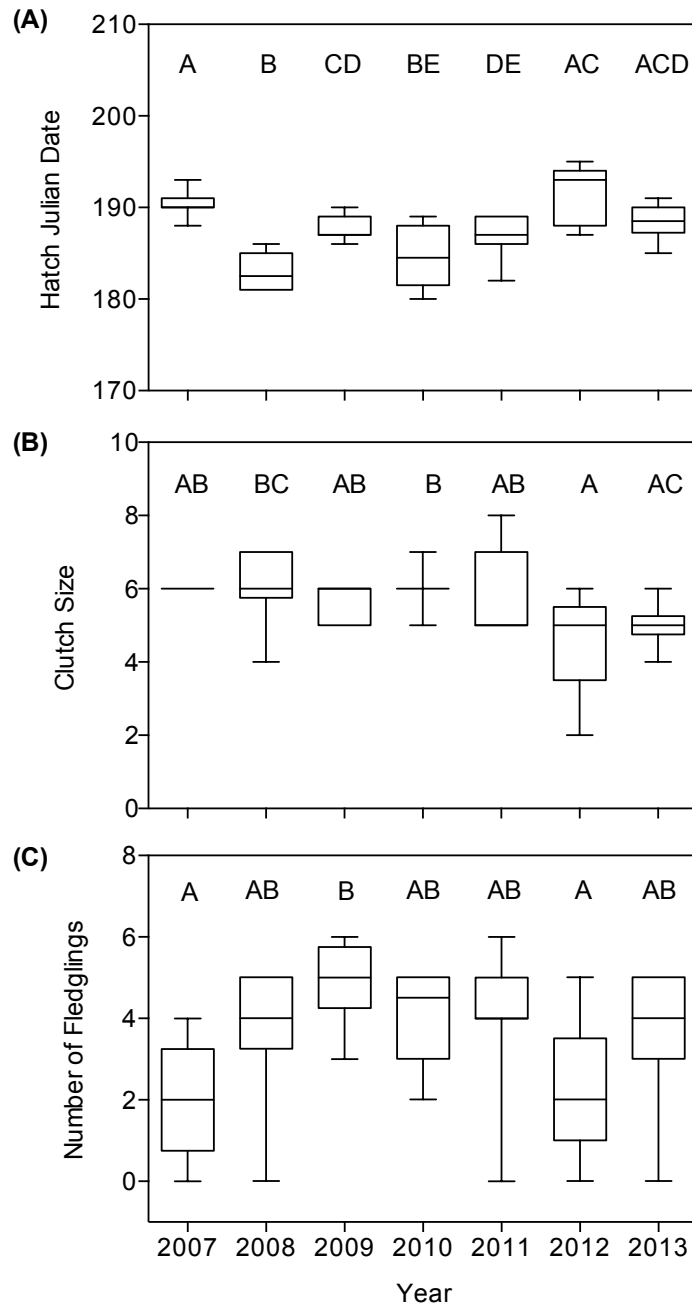 (A)
Hatch Julian Date
210
200
190
180
170
A B CD BE DE AC ACD
(B)
Clutch Size
10
8
6
4
2
0
AB BC AB B AB A AC
(C)
Number of Fledglings
8
6
4
2
0
A AB B AB AB A AB
2007 2008 2009 2010 2011 2012 2013
Year